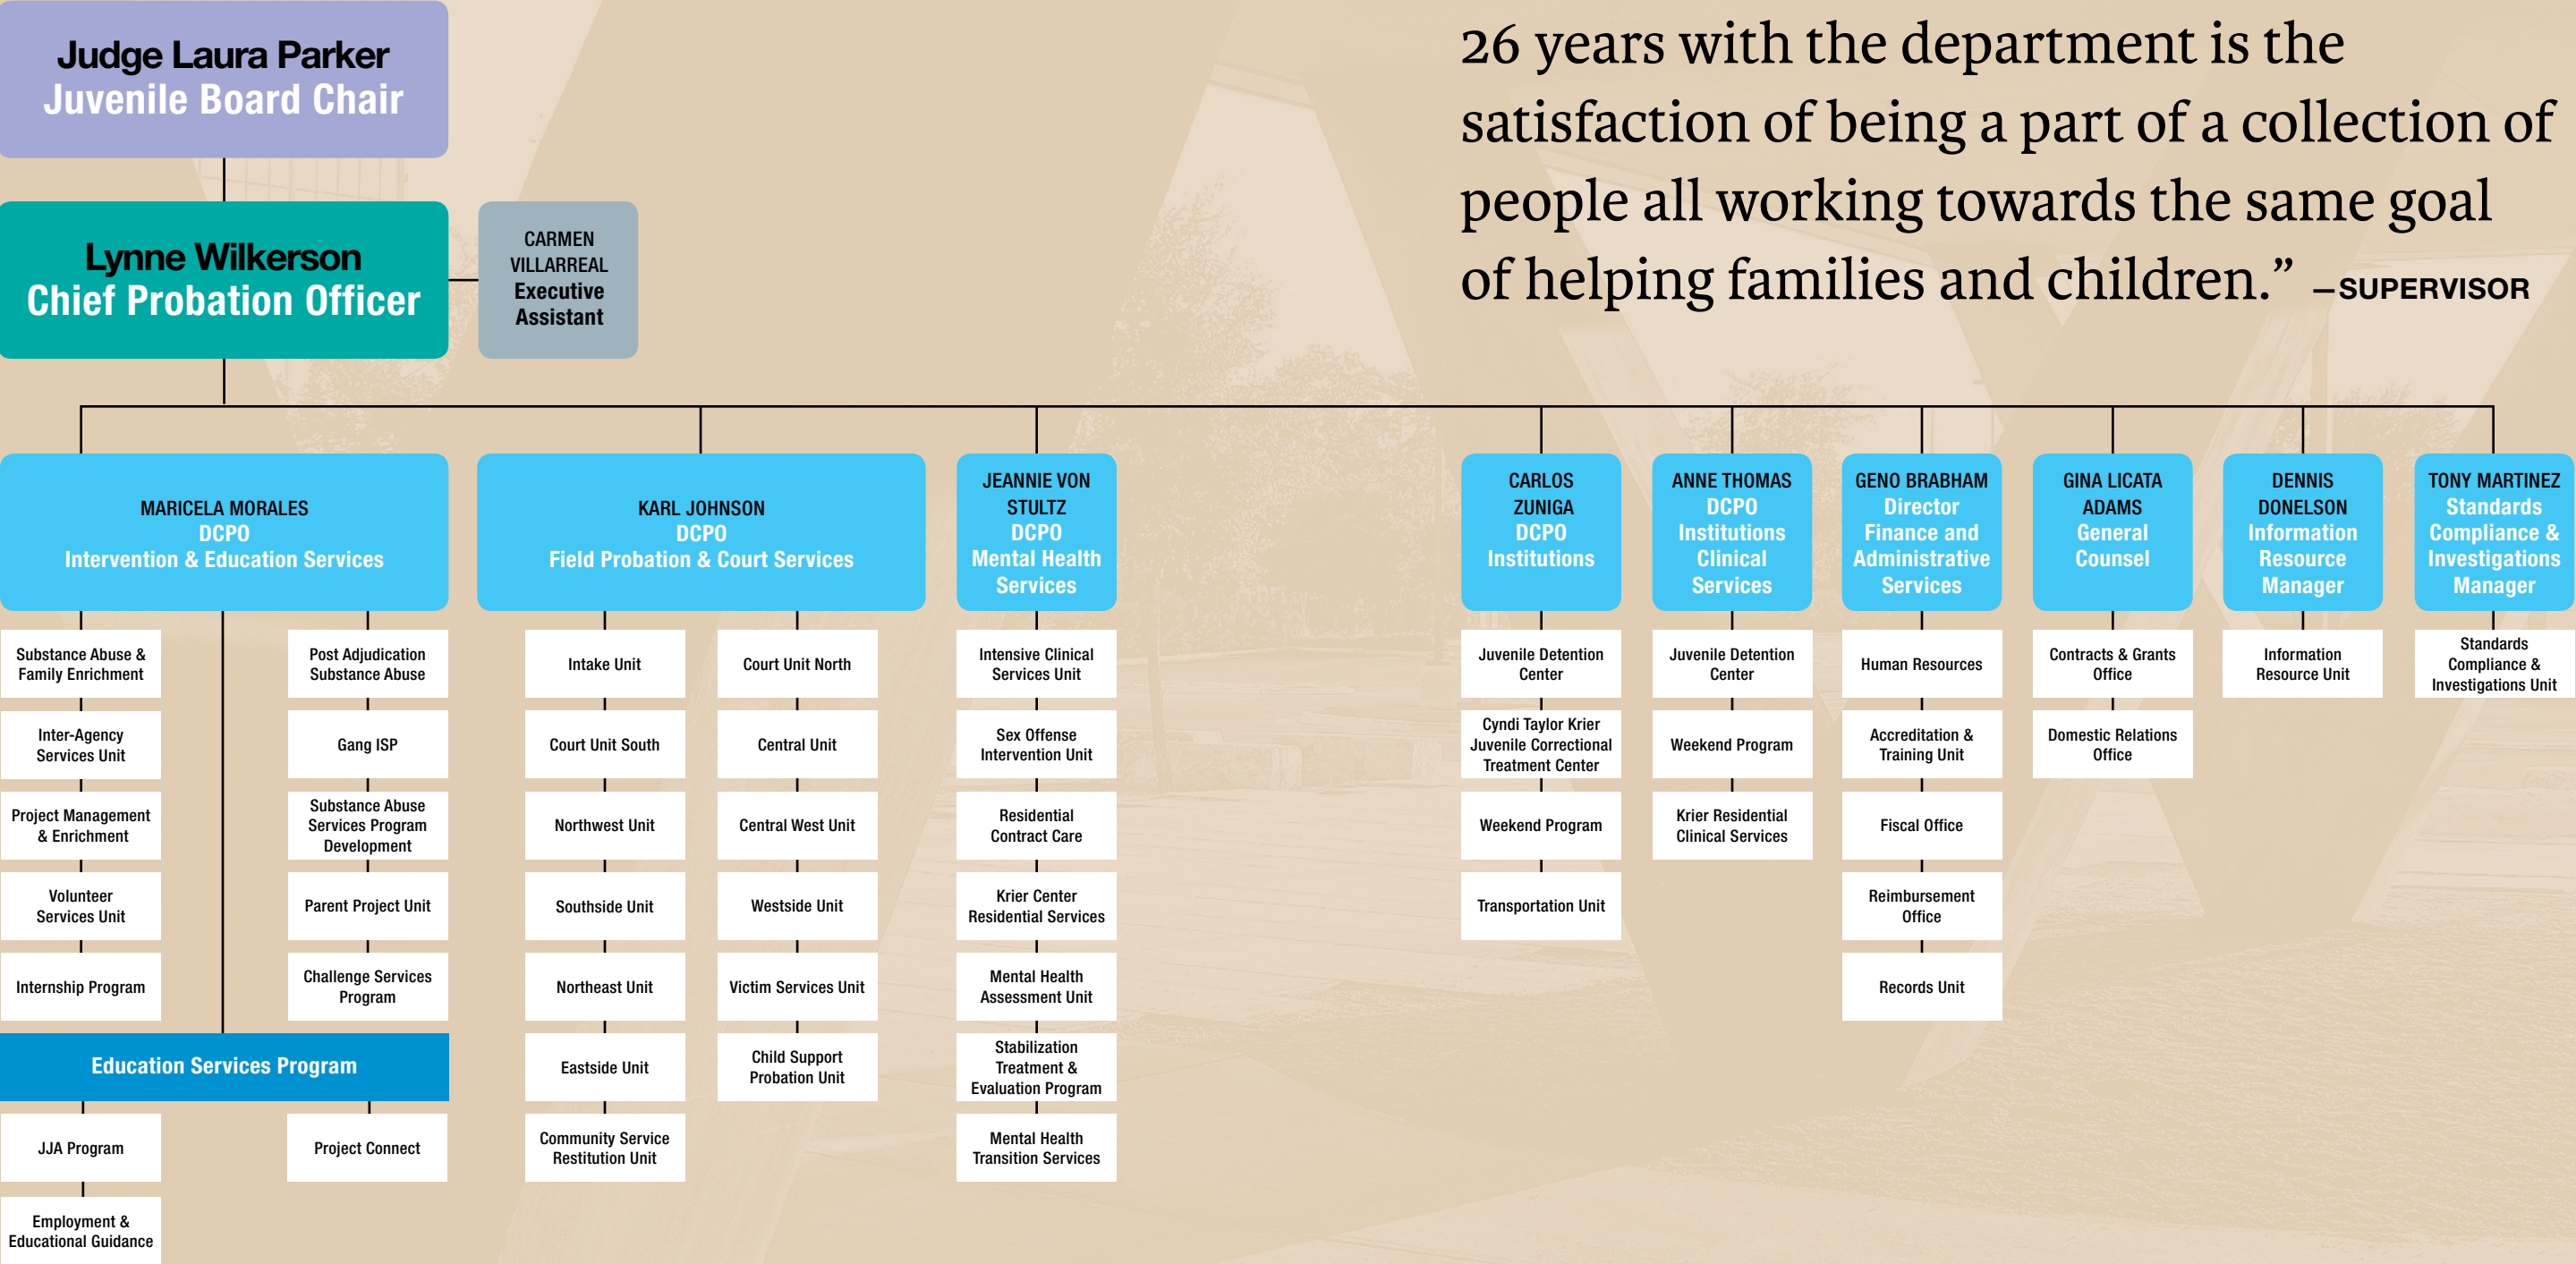 Judge Laura Parker
Juvenile Board Chair
26 years with the department is the
satisfaction of being a part of a collection of
people all working towards the same goal
of helping families and children.” –SUPERVISOR
Lynne Wilkerson
Chief Probation Officer
CARMEN
VILLARREAL
Executive
Assistant
MARICELA MORALES
DCPO
Intervention & Education Services
Substance Abuse &
Family Enrichment
Inter-Agency
Services Unit
Project Management
& Enrichment
Volunteer
Services Unit
Internship Program
Post Adjudication
Substance Abuse
Gang ISP
Substance Abuse
Services Program
Development
Parent Project Unit
Challenge Services
Program
Education Services Program
JJA Program
Employment &
Educational Guidance
Project Connect
KARL JOHNSON
DCPO
Field Probation & Court Services
Intake Unit
Court Unit South
Northwest Unit
Southside Unit
Northeast Unit
Eastside Unit
Community Service
Restitution Unit
Court Unit North
Central Unit
Central West Unit
Westside Unit
Victim Services Unit
Child Support
Probation Unit
JEANNIE VON
STULTZ
DCPO
Mental Health
Services
Intensive Clinical
Services Unit
Sex Offense
Intervention Unit
Residential
Contract Care
Krier Center
Residential Services
Mental Health
Assessment Unit
Stabilization
Treatment &
Evaluation Program
Mental Health
Transition Services
CARLOS
ZUNIGA
DCPO
Institutions
Juvenile Detention
Center
Cyndi Taylor Krier
Juvenile Correctional
Treatment Center
Weekend Program
Transportation Unit
ANNE THOMAS
DCPO
Institutions
Clinical
Services
Juvenile Detention
Center
Weekend Program
Krier Residential
Clinical Services
GENO BRABHAM
Director
Finance and
Administrative
Services
Human Resources
Accreditation &
Training Unit
Fiscal Office
Reimbursement
Office
Records Unit
GINA LICATA
ADAMS
General
Counsel
Contracts & Grants
Office
Domestic Relations
Office
DENNIS
DONELSON
Information
Resource
Manager
Information
Resource Unit
TONY MARTINEZ
Standards
Compliance &
Investigations
Manager
Standards
Compliance &
Investigations Unit